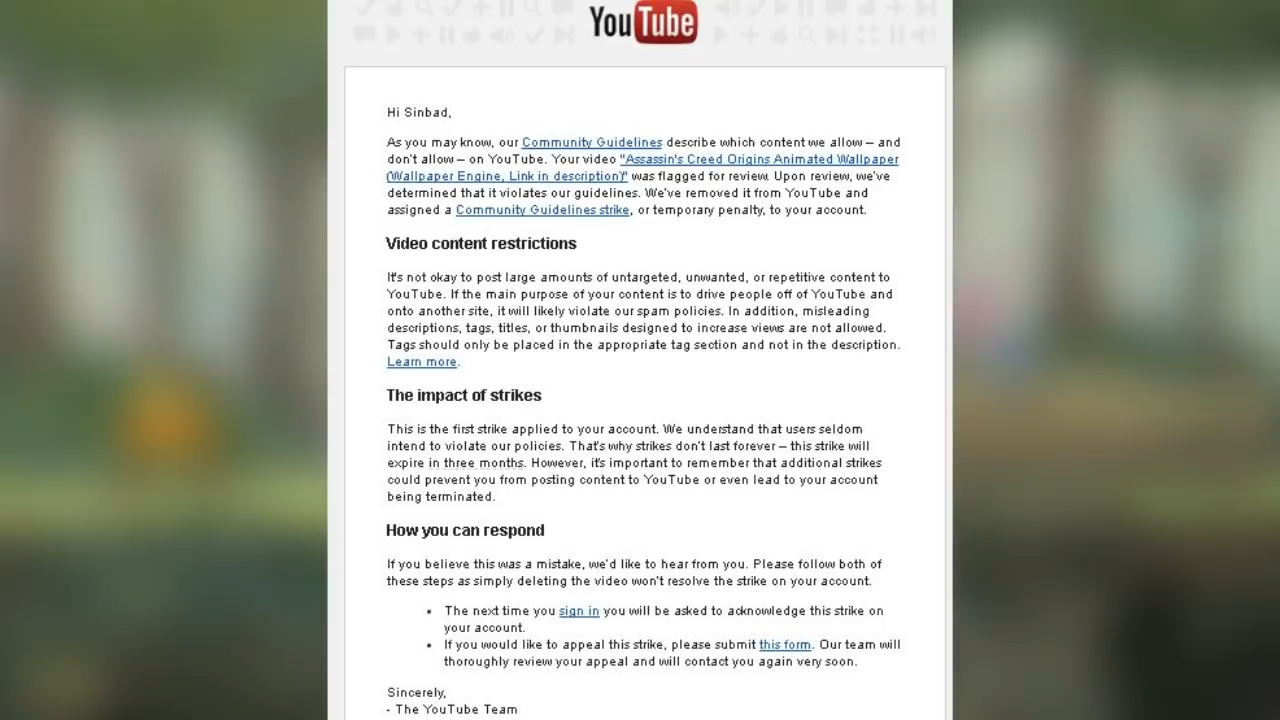 YouTube
Hi Sinbad,
As you may know, our Community Guidelines describe which content we allow – and
don't allow – on YouTube. Your video "Assassin's Creed Origins Animated Wallpaper
(Wallpaper Engine, Link in description)" was flagged for review. Upon review, we've
determined that it violates our guidelines. We've removed it from YouTube and
assigned a Community Guidelines strike, or temporary penalty, to your account.
Video content restrictions
It's not okay to post large amounts of untargeted, unwanted, or repetitive content to
YouTube. If the main purpose of your content is to drive people off of YouTube and
onto another site, it will likely violate our spam policies. In addition, misleading
descriptions, tags, titles, or thumbnails designed to increase views are not allowed.
Tags should only be placed in the appropriate tag section and not in the description.
Learn more.
The impact of strikes
This is the first strike applied to your account. We understand that users seldom
intend to violate our policies. That's why strikes don't last forever – this strike will
expire in three months. However, it's important to remember that additional strikes
could prevent you from posting content to YouTube or even lead to your account
being terminated.
How you can respond
If you believe this was a mistake, we'd like to hear from you. Please follow both of
these steps as simply deleting the video won't resolve the strike on your account.
• The next time you sign in you will be asked to acknowledge this strike on
your account.
• If you would like to appeal this strike, please submit this form. Our team will
thoroughly review your appeal and will contact you again very soon.
Sincerely,
- The YouTube Team